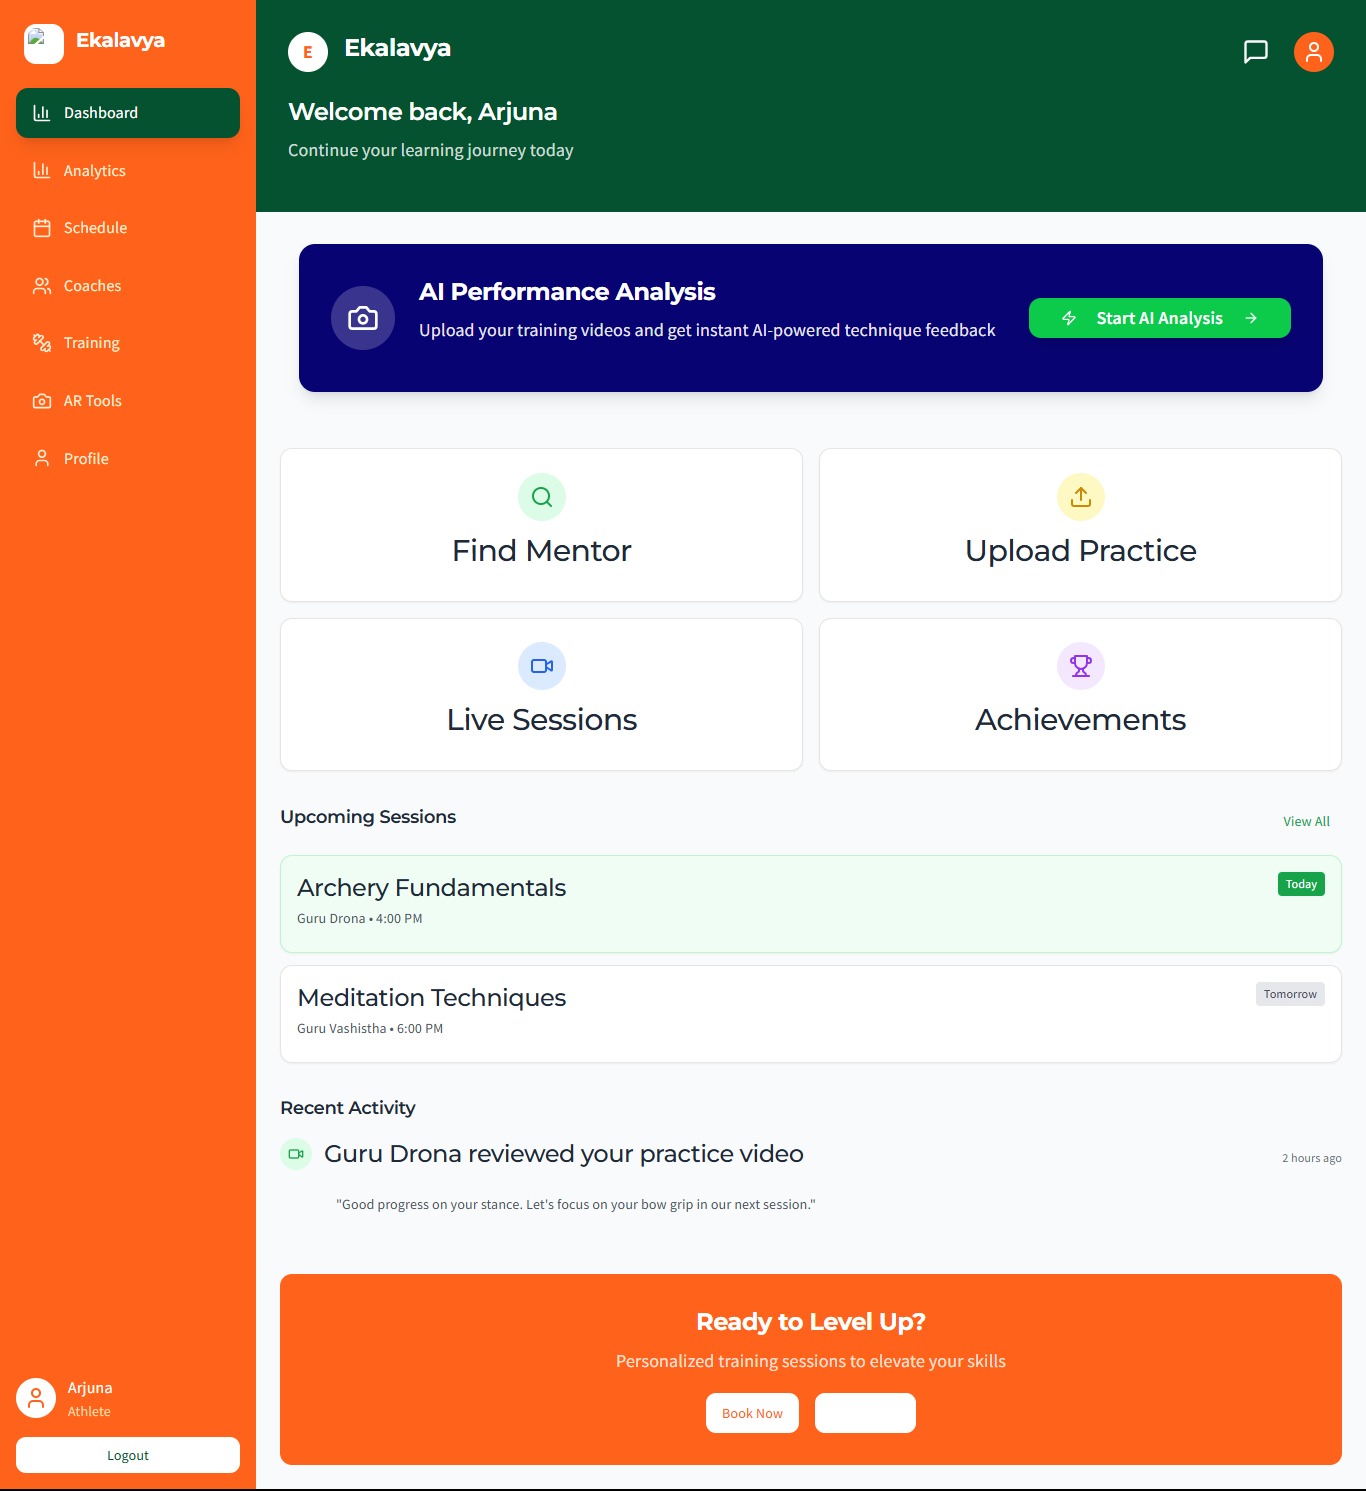 Ekalavya
Dashboard
Analytics
Schedule
Coaches
Training
AR Tools
Profile
Arjuna
Athlete
Logout
E
Ekalavya
Welcome back, Arjuna
Continue your learning journey today
AI Performance Analysis
Upload your training videos and get instant AI-powered technique feedback
Start AI Analysis
Find Mentor
Upload Practice
Live Sessions
Achievements
Upcoming Sessions
View All
Archery Fundamentals
Today
Guru Drona • 4:00 PM
Meditation Techniques
Tomorrow
Guru Vashistha • 6:00 PM
Recent Activity
Guru Drona reviewed your practice video
2 hours ago
"Good progress on your stance. Let's focus on your bow grip in our next session."
Ready to Level Up?
Personalized training sessions to elevate your skills
Book Now